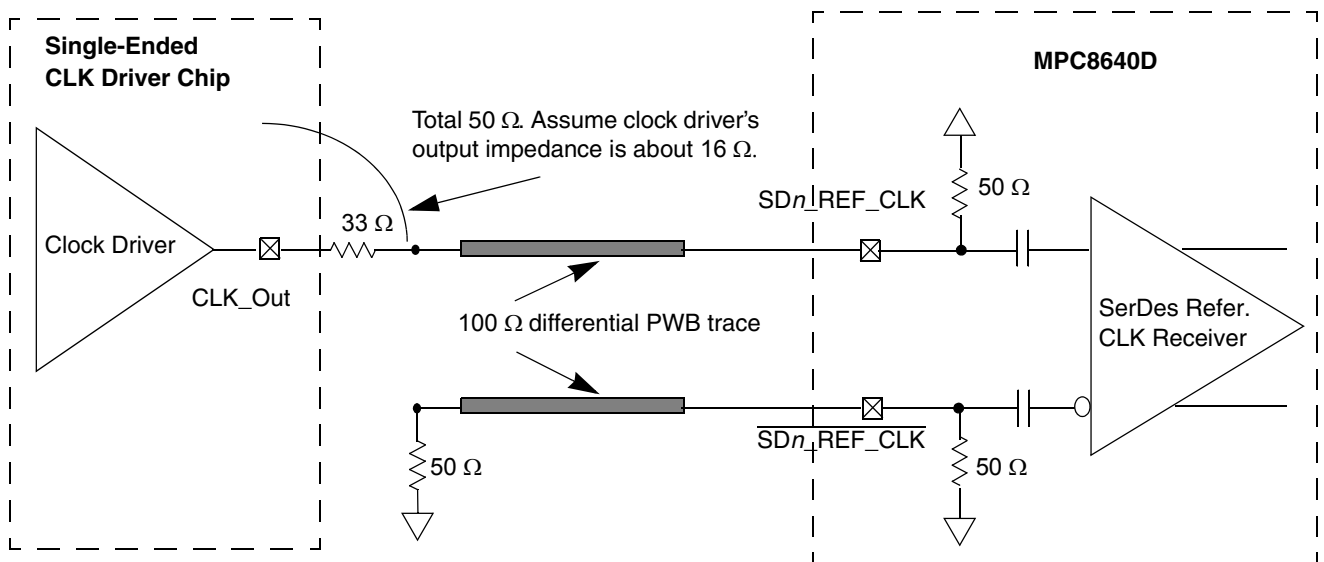 Single-Ended
CLK Driver Chip
MPC8640D
Total 50 Ω. Assume clock driver's
output impedance is about 16 Ω.
SDn_REF_CLK
50 Ω
33 Ω
Clock Driver
CLK_Out
100 Ω differential PWB trace
SerDes Refer.
CLK Receiver
SDn_REF_CLK
50 Ω
50 Ω